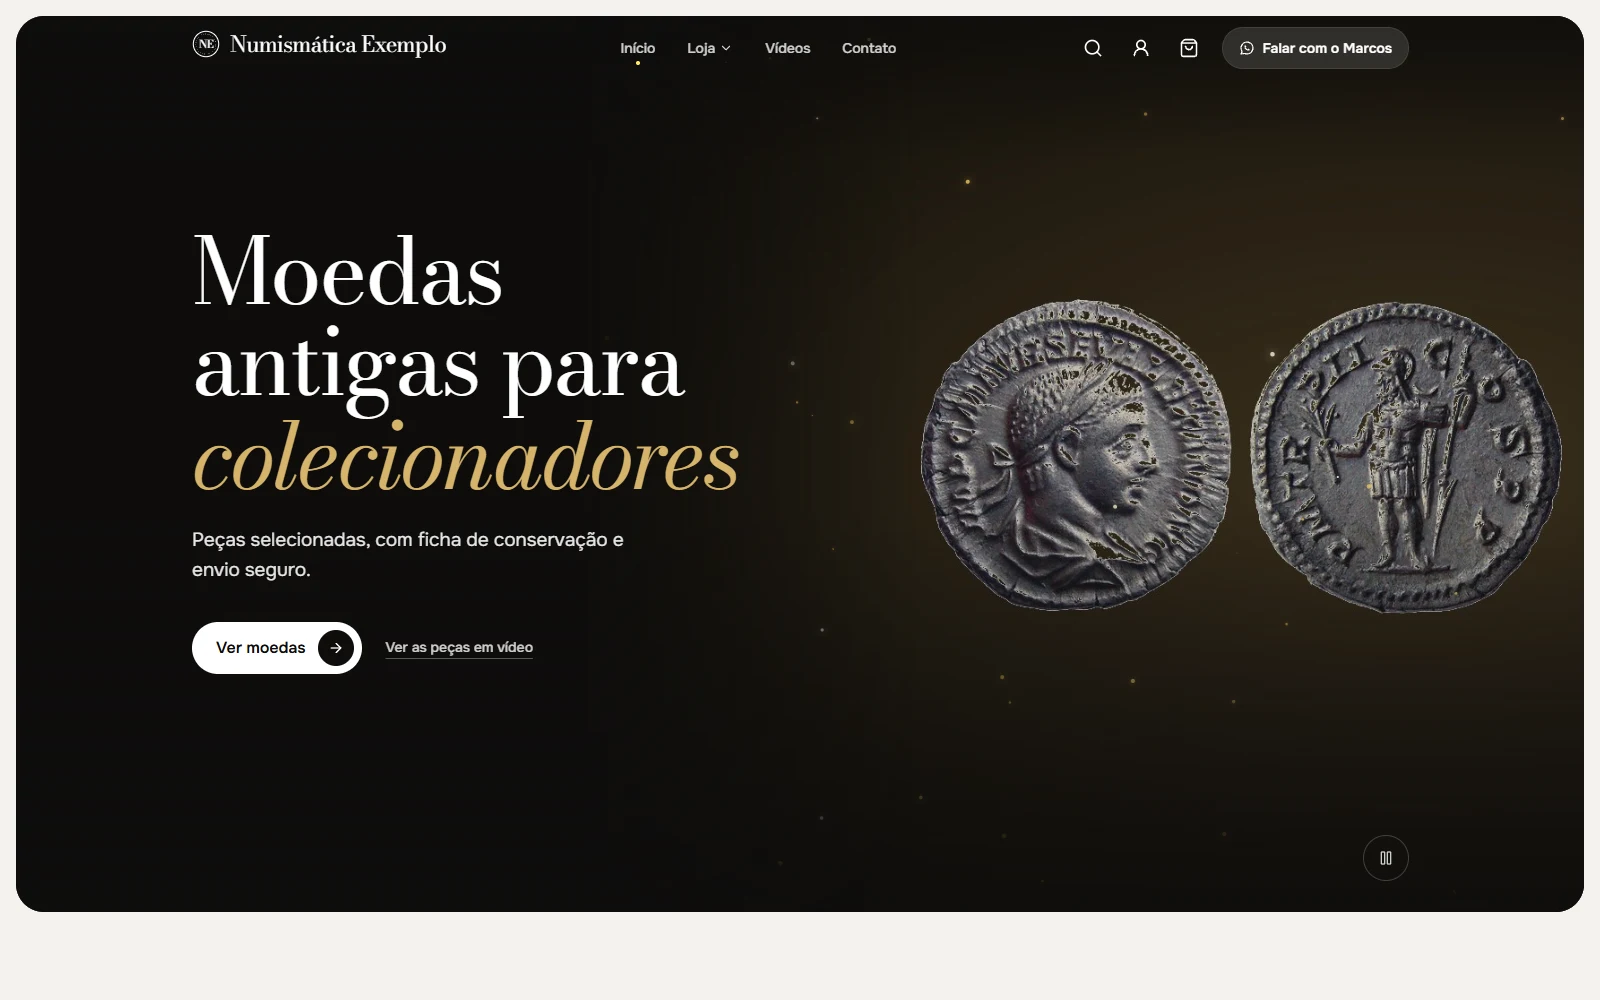 NE Numismática Exemplo
Início
Loja
Vídeos
Contato
Falar com o Marcos
Moedas
antigas para
colecionadores
Peças selecionadas, com ficha de conservação e
envio seguro.
Ver moedas
Ver as peças em vídeo